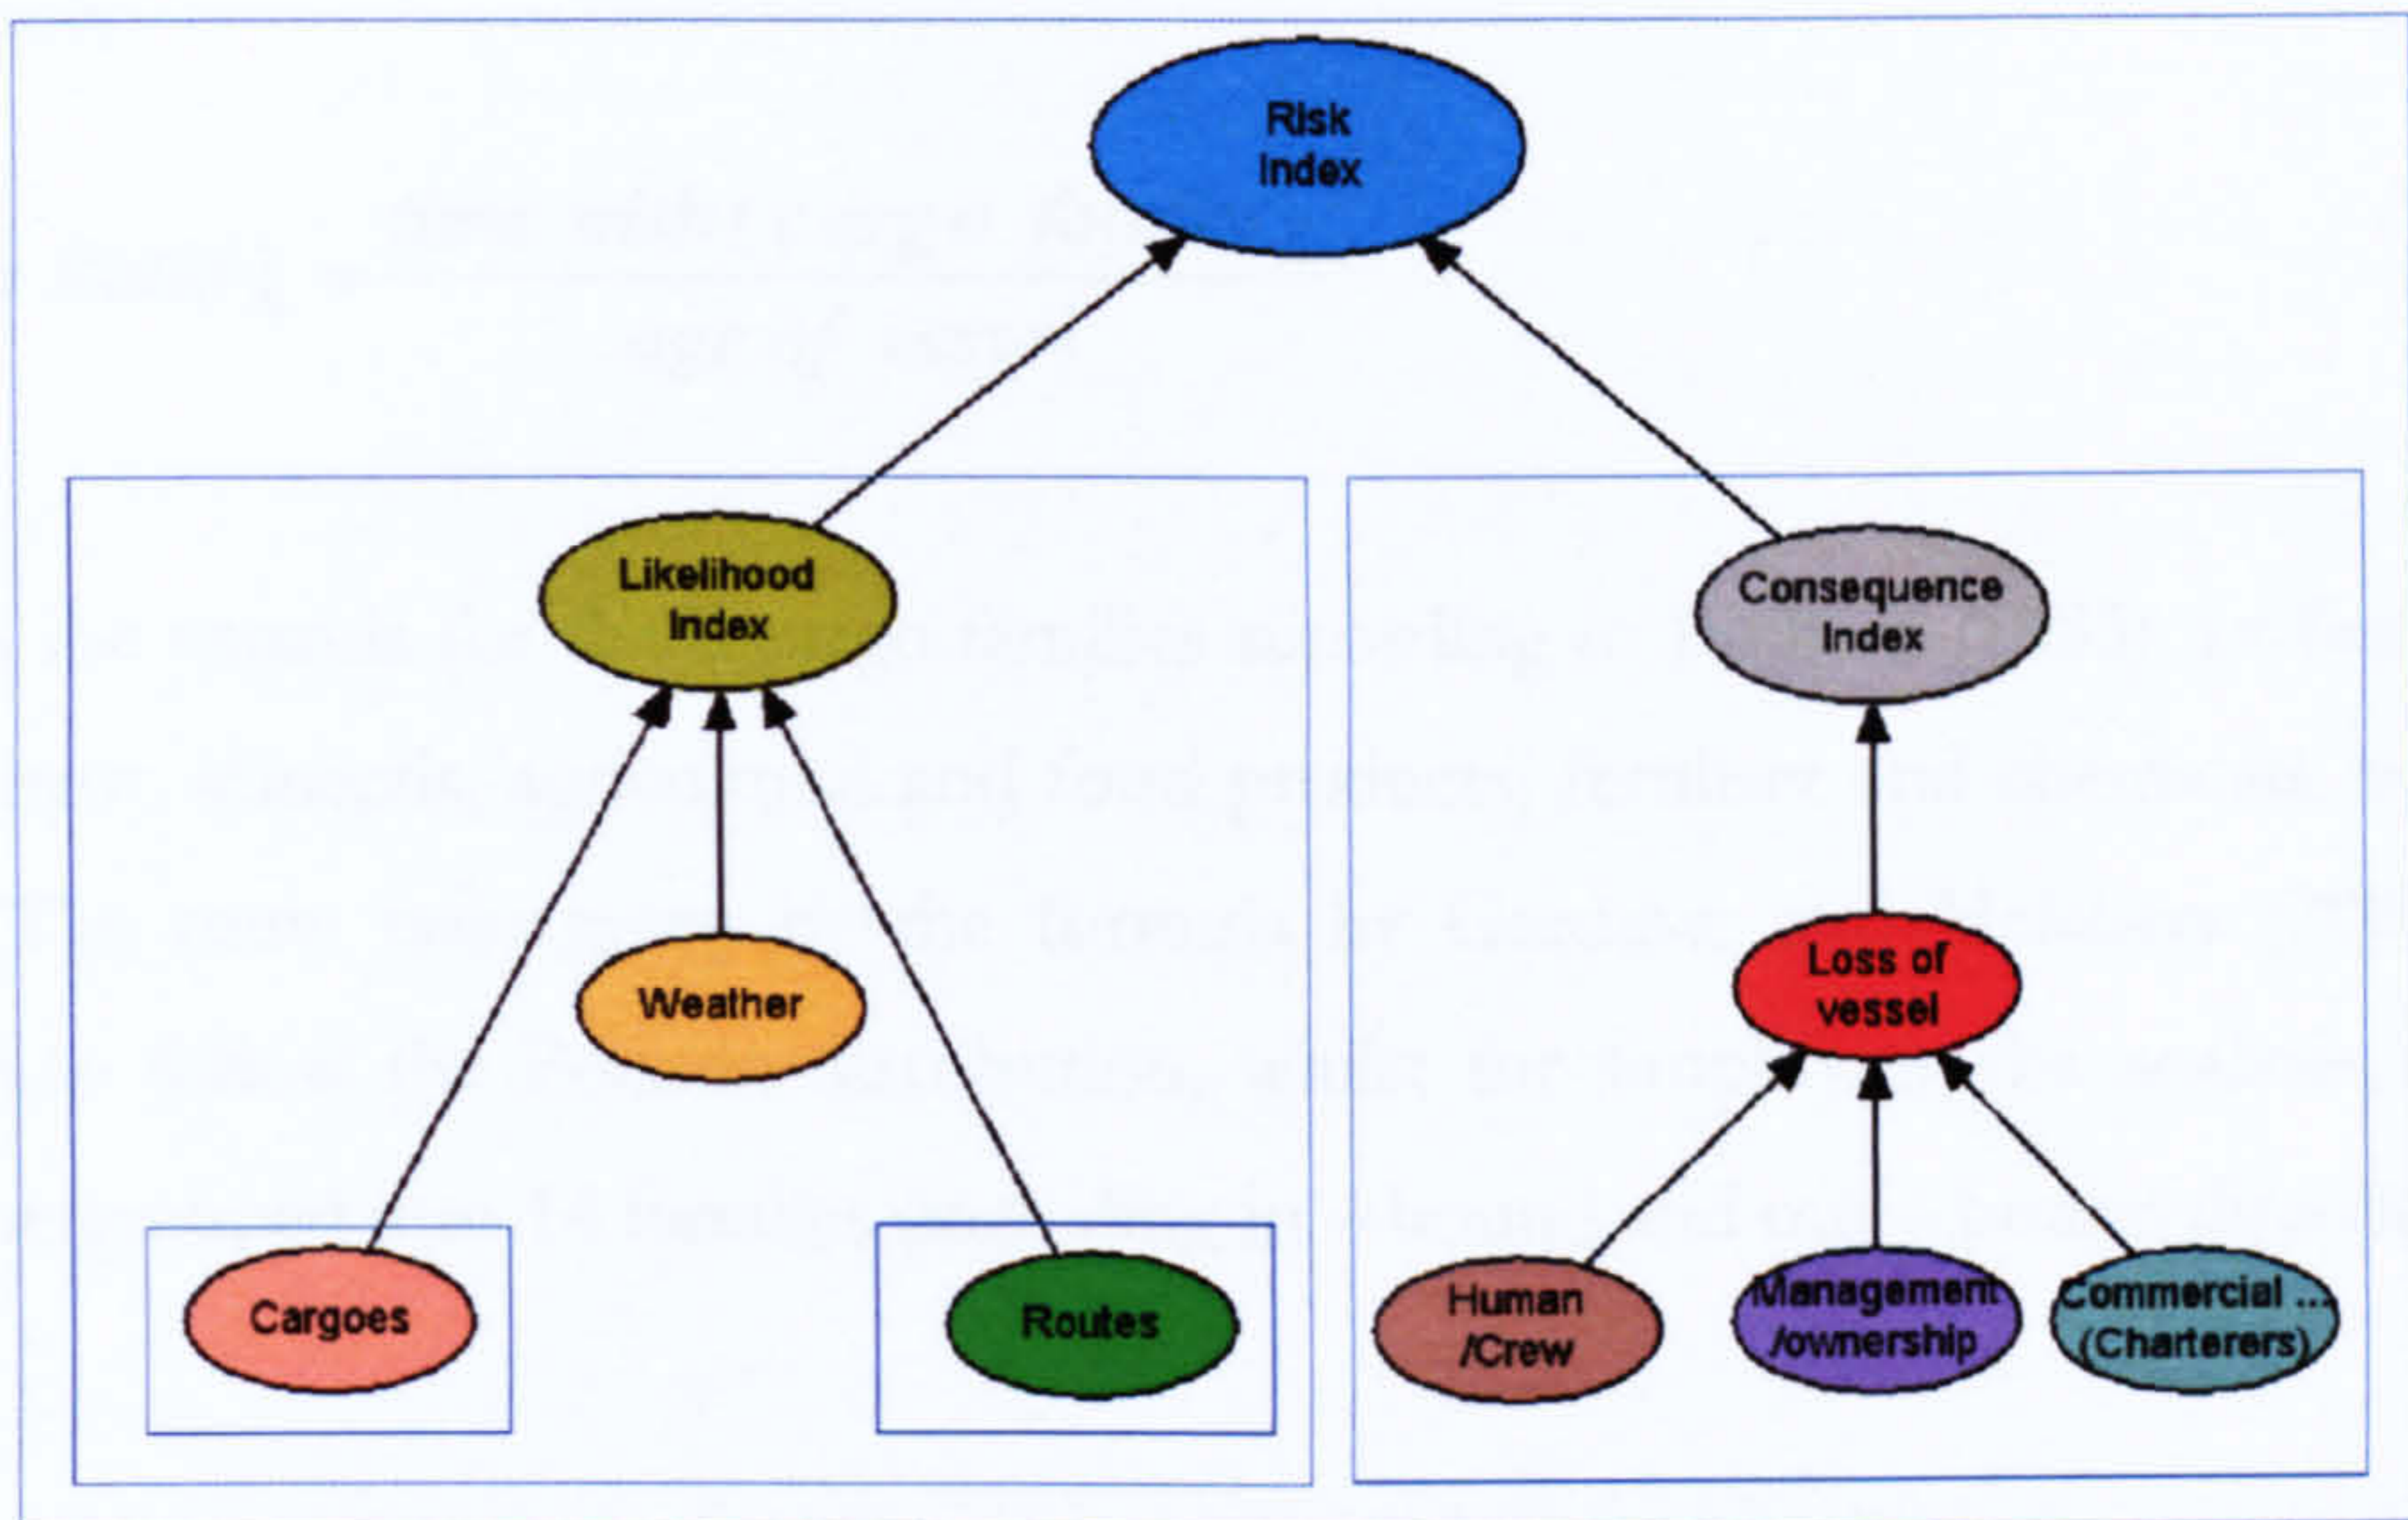 Risk
Index
Likelihood
Index
Consequence
Index
Weather
Loss of
vessel
Cargoes
Routes
Human
/Crew
Management
/ownership
Commercial ...
(Charterers)